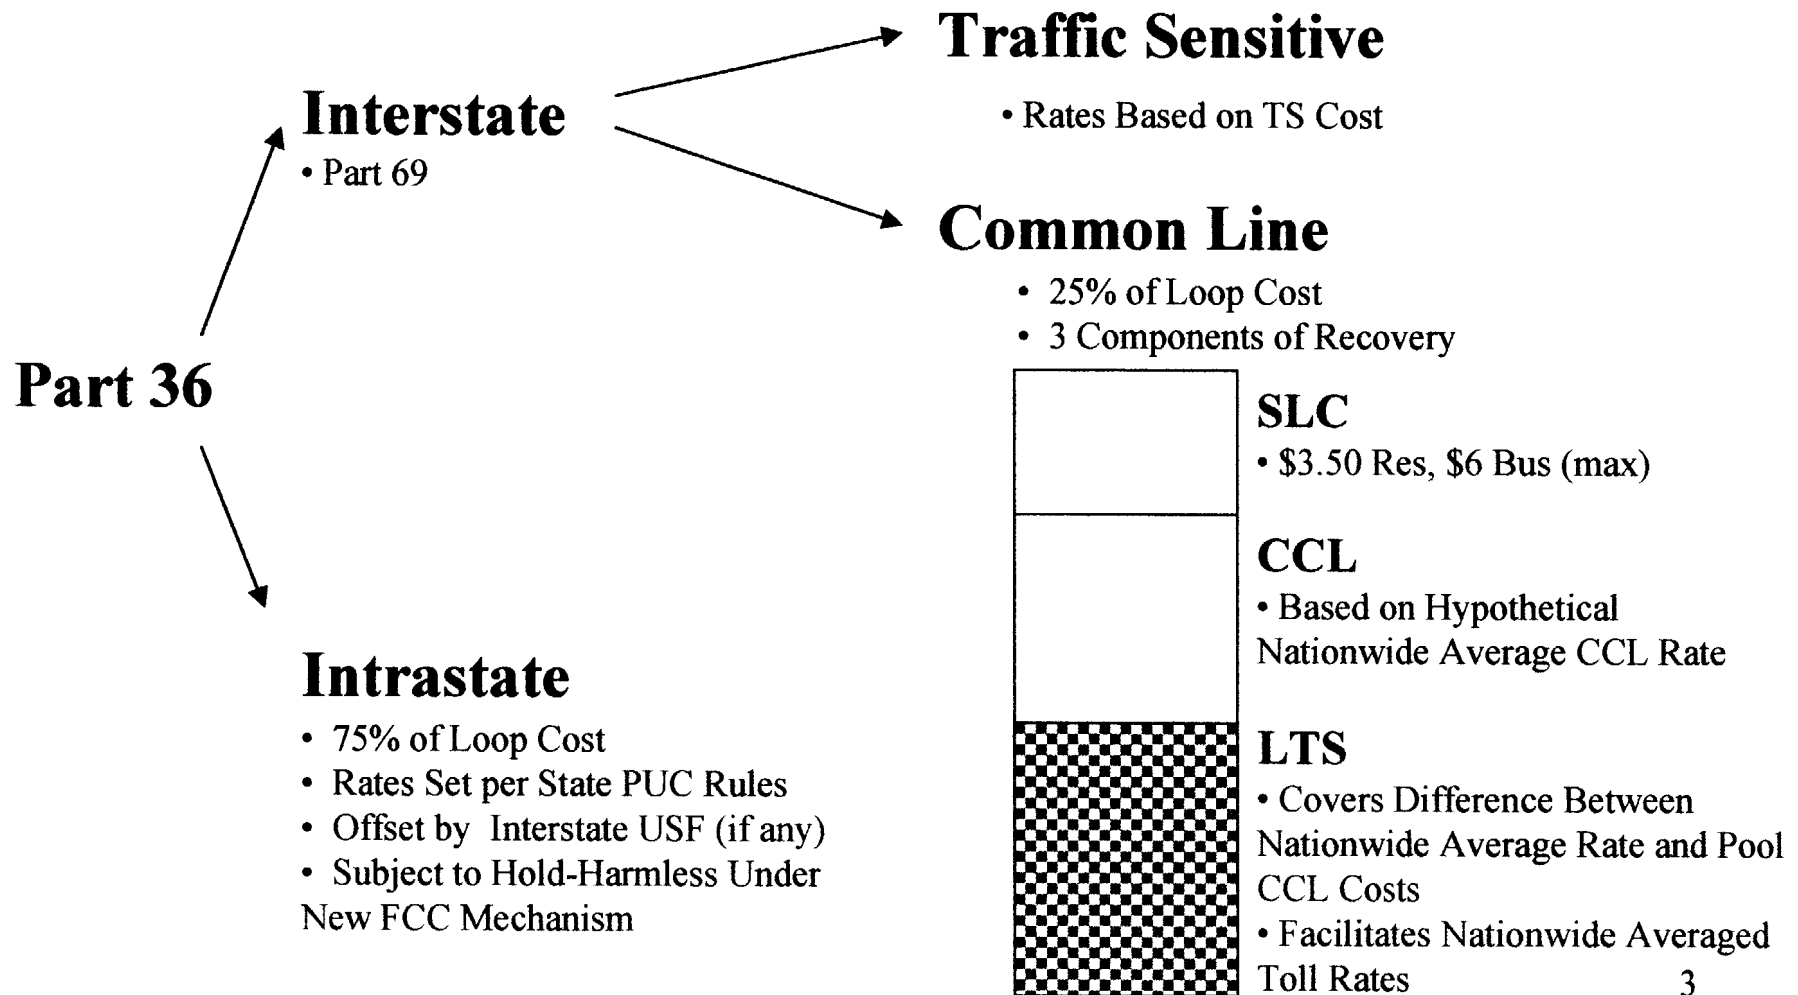 Traffic Sensitive
• Rates Based on TS Cost
Interstate
• Part 69
Common Line
• 25% of Loop Cost
• 3 Components of Recovery
Part 36
SLC
• $3.50 Res, $6 Bus (max)
CCL
• Based on Hypothetical
Nationwide Average CCL Rate
Intrastate
• 75% of Loop Cost
• Rates Set per State PUC Rules
• Offset by Interstate USF (if any)
• Subject to Hold-Harmless Under
New FCC Mechanism
LTS
• Covers Difference Between
Nationwide Average Rate and Pool
CCL Costs
• Facilitates Nationwide Averaged
Toll Rates
3